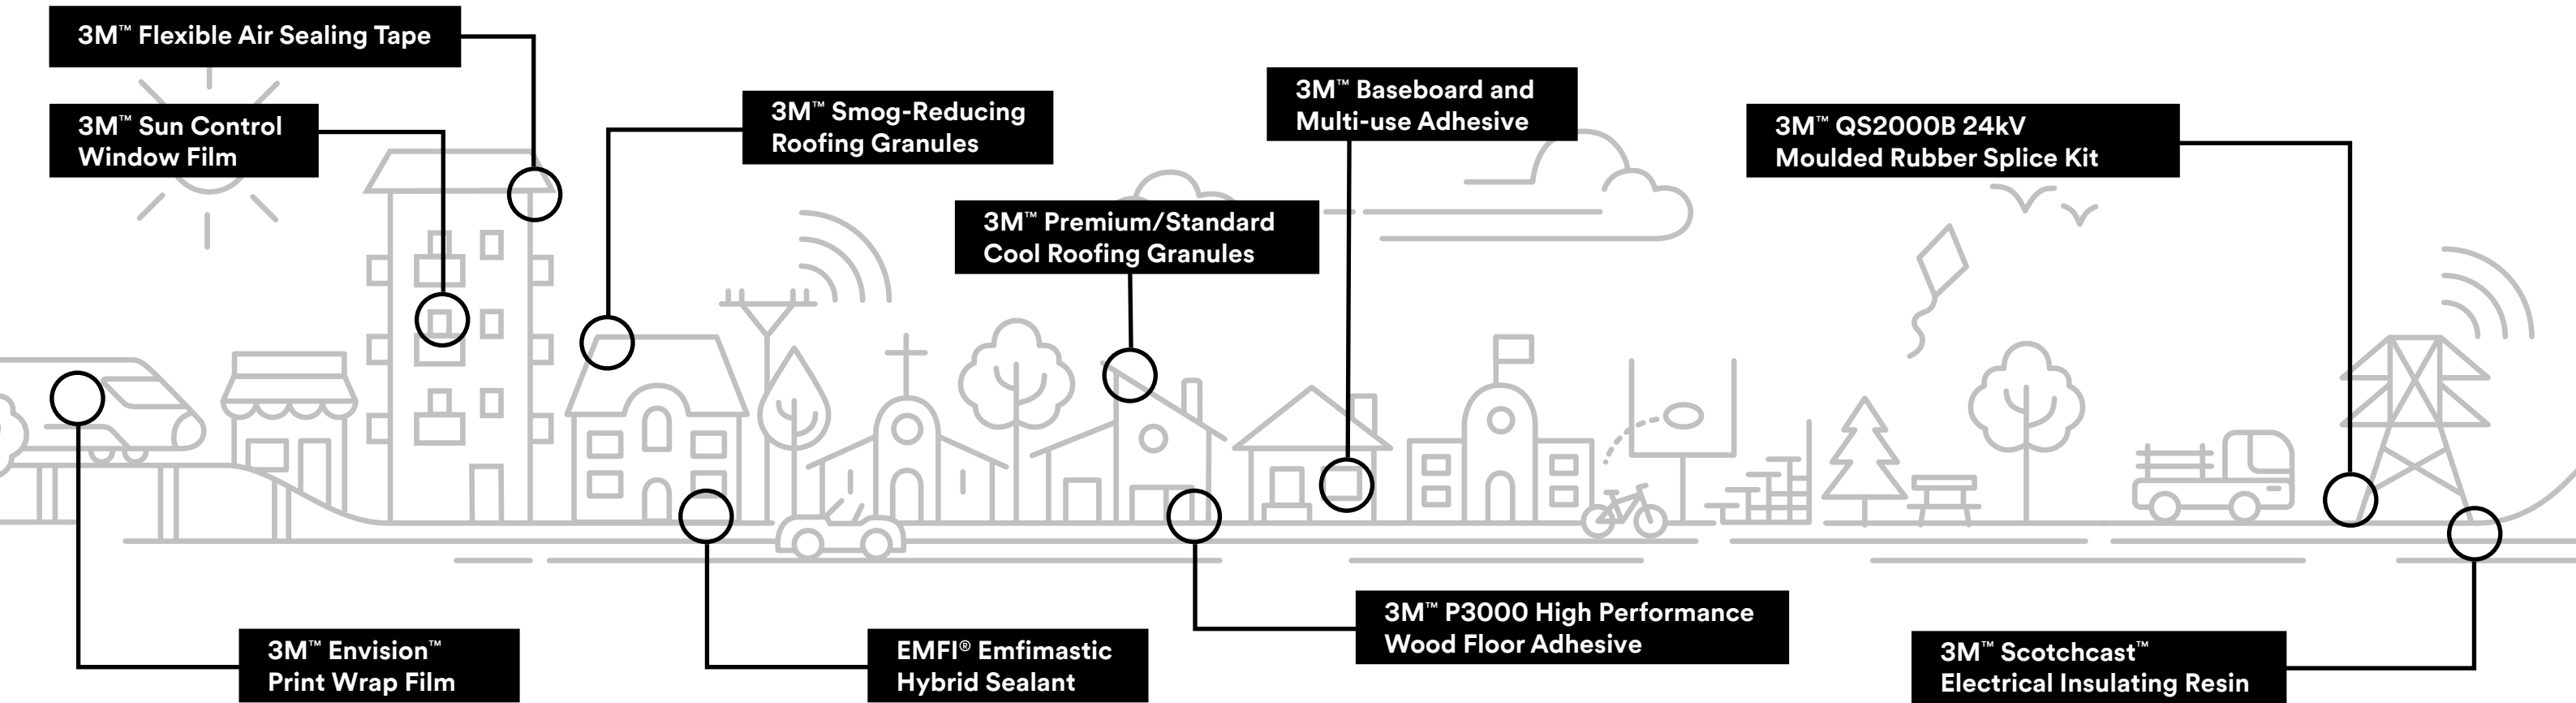 3M™ Flexible Air Sealing Tape
3M™ Sun Control
Window Film
3M™ Smog-Reducing
Roofing Granules
3M™ Premium/Standard
Cool Roofing Granules
3M™ Baseboard and
Multi-use Adhesive
3M™ QS2000B 24kV
Moulded Rubber Splice Kit
3M™ Envision™
Print Wrap Film
EMFI® Emfimastic
Hybrid Sealant
3M™ P3000 High Performance
Wood Floor Adhesive
3M™ Scotchcast™
Electrical Insulating Resin